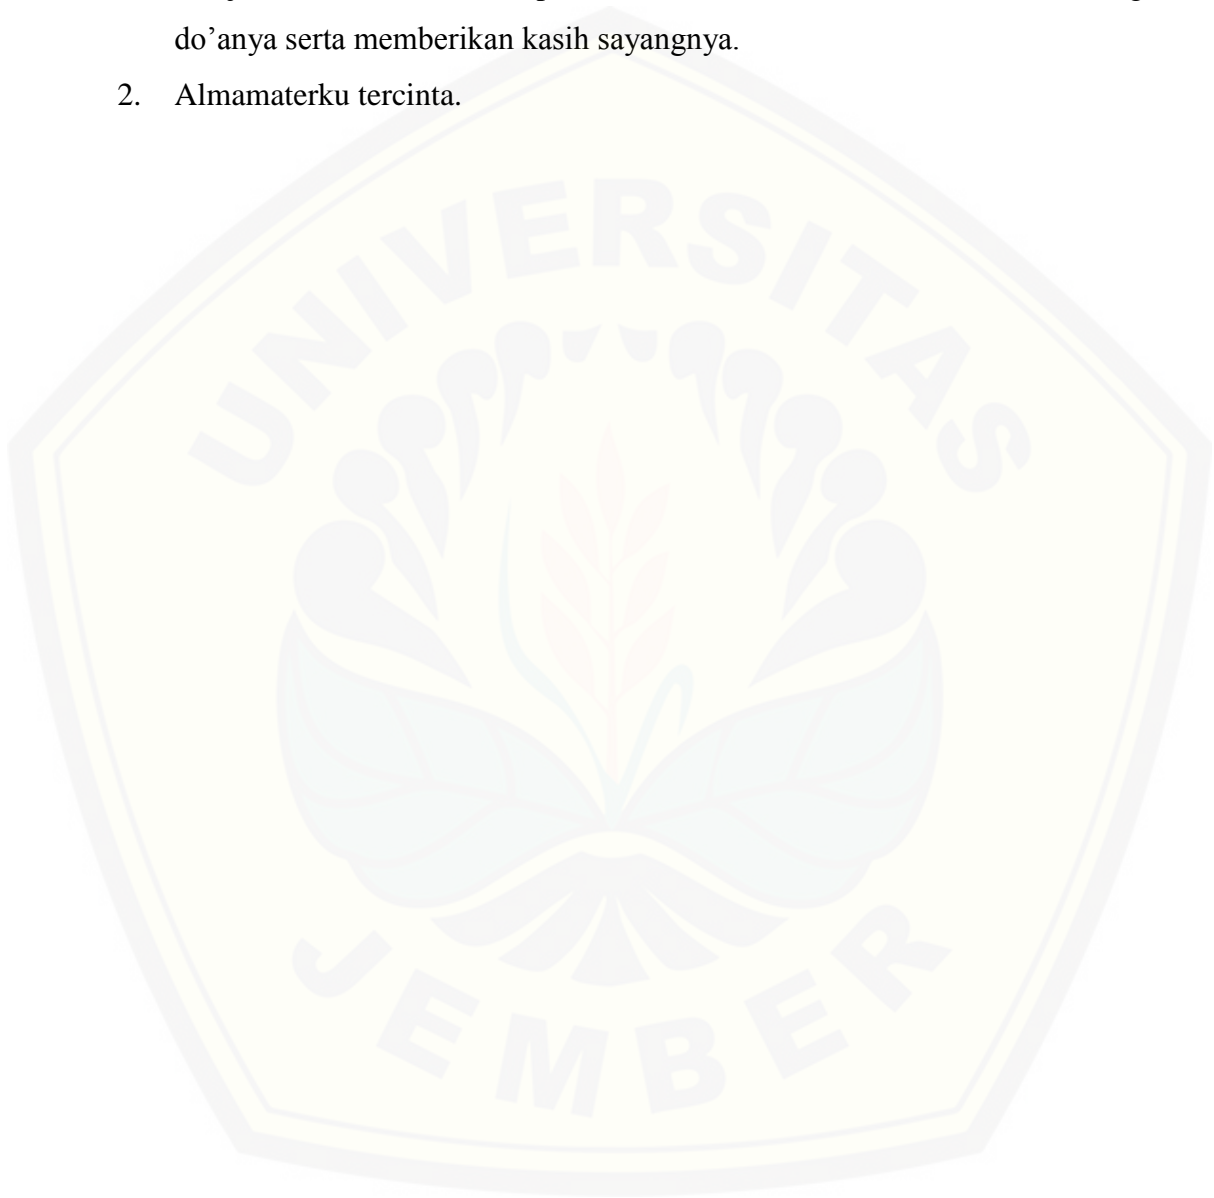 do’anya serta memberikan kasih sayangnya.
2. Almamaterku tercinta.
UNIVERSITAS
JEMBER